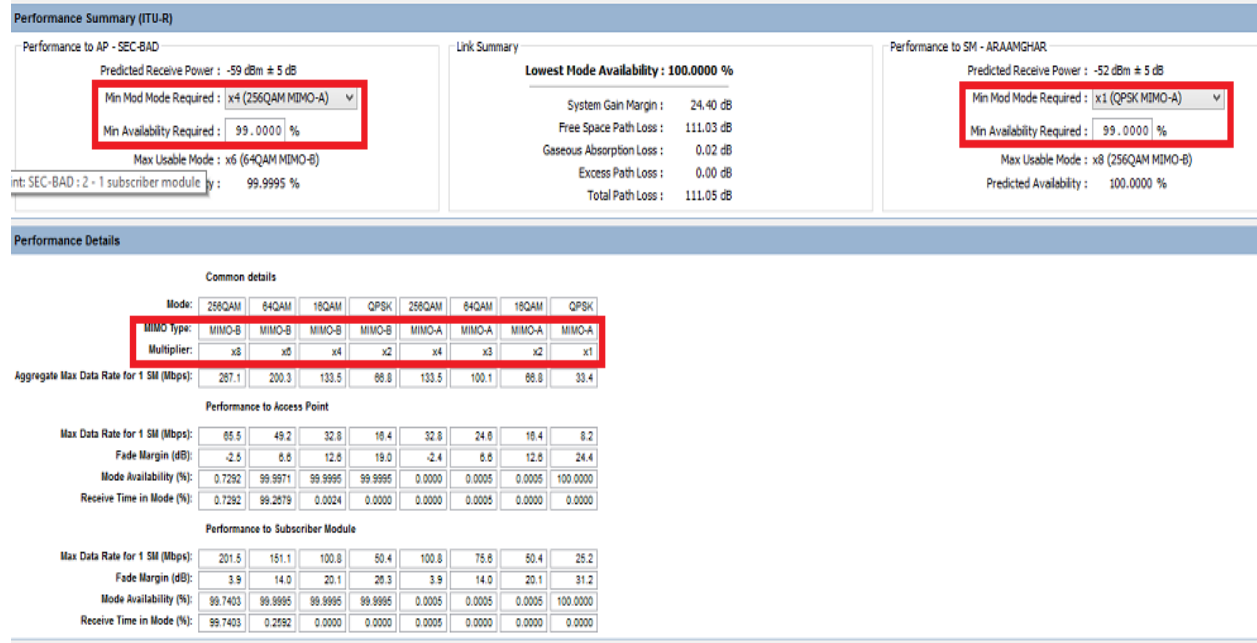 Performance Summary (ITU-R)
Performance to AP - SEC-BAD
Predicted Receive Power : -59 dBm ± 5 dB
Min Mod Mode Required : x4 (256QAM MIMO-A)
Min Availability Required : 99.0000 %
Max Usable Mode : x6 (64QAM MIMO-B)
int: SEC-BAD : 2 - 1 subscriber module y : 99.9995 %
Link Summary
Lowest Mode Availability : 100.0000 %
System Gain Margin : 24.40 dB
Free Space Path Loss : 111.03 dB
Gaseous Absorption Loss : 0.02 dB
Excess Path Loss : 0.00 dB
Total Path Loss : 111.05 dB
Performance to SM - ARAAMGHAR
Predicted Receive Power : -52 dBm ± 5 dB
Min Mod Mode Required : x1 (QPSK MIMO-A)
Min Availability Required : 99.0000 %
Max Usable Mode : x8 (256QAM MIMO-B)
Predicted Availability : 100.0000 %
Performance Details
Common details
Mode: 256QAM 64QAM 16QAM QPSK 256QAM 64QAM 16QAM QPSK
MIMO Type: MIMO-B MIMO-B MIMO-B MIMO-B MIMO-A MIMO-A MIMO-A MIMO-A
Multiplier: x8 x6 x4 x2 x4 x3 x2 x1
Aggregate Max Data Rate for 1 SM (Mbps): 267.1 200.3 133.5 66.8 133.5 100.1 66.8 33.4
Performance to Access Point
Max Data Rate for 1 SM (Mbps): 65.5 49.2 32.8 16.4 32.8 24.6 16.4 8.2
Fade Margin (dB): -2.5 6.6 12.6 19.0 -2.4 6.6 12.6 24.4
Mode Availability (%): 0.7292 99.9971 99.9995 99.9995 0.0000 0.0005 0.0005 100.0000
Receive Time in Mode (%): 0.7292 99.2679 0.0024 0.0000 0.0000 0.0005 0.0000 0.0000
Performance to Subscriber Module
Max Data Rate for 1 SM (Mbps): 201.5 151.1 100.8 50.4 100.8 75.6 50.4 25.2
Fade Margin (dB): 3.9 14.0 20.1 26.3 3.9 14.0 20.1 31.2
Mode Availability (%): 99.7403 99.9995 99.9995 99.9995 0.0005 0.0005 0.0005 100.0000
Receive Time in Mode (%): 99.7403 0.2592 0.0000 0.0000 0.0005 0.0000 0.0000 0.0000